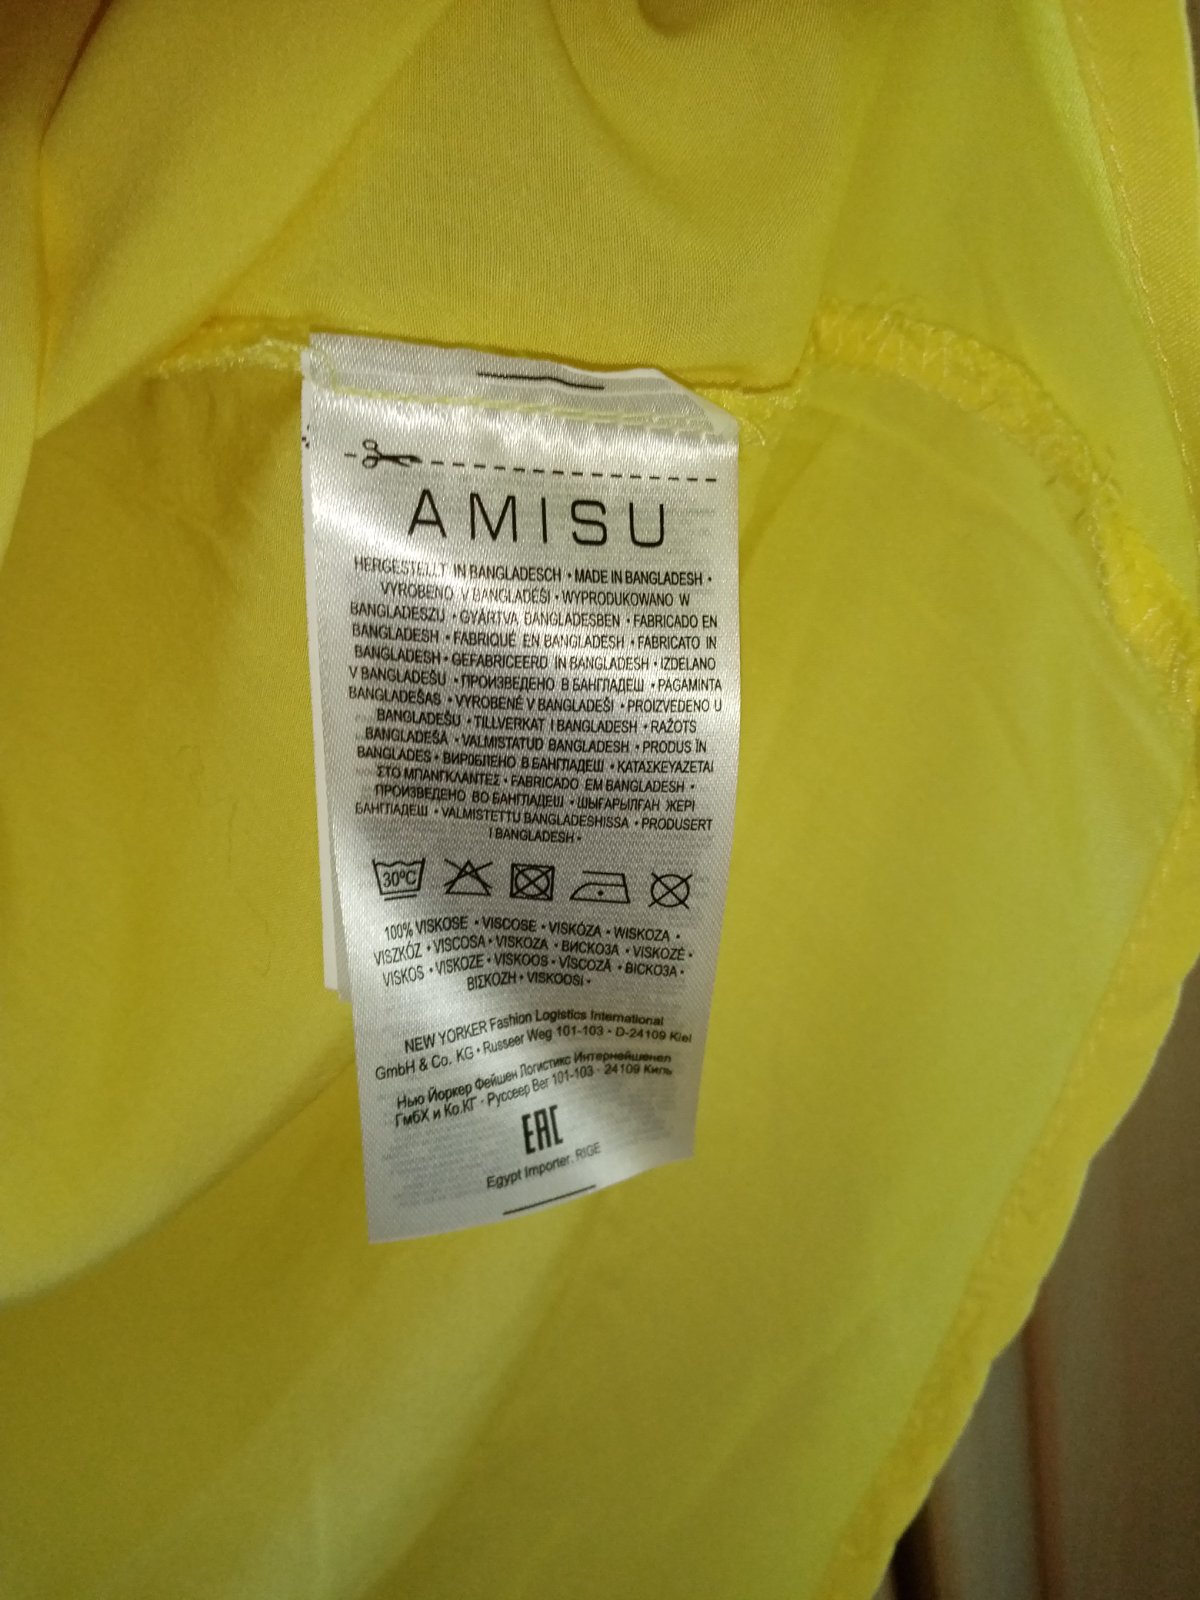 AMISU
HERGESTELLT IN BANGLADESCH • MADE IN BANGLADESH •
VYROBENO V BANGLADÉŠI • WYPRODUKOWANO W
BANGLADESZU • GYÁRTVA BANGLADESBEN • FABRICADO EN
BANGLADESH • FABRIQUÉ EN BANGLADESH • FABRICATO IN
BANGLADESH • GEFABRICEERD IN BANGLADESH • IZDELANO
V BANGLADEŠU • ПРОИЗВЕДЕНО В БАНГЛАДЕШ • PAGAMINTA
BANGLADEŠAS • VYROBENÉ V BANGLADEŠI • PROIZVEDENO U
BANGLADEŠU • TILLVERKAT I BANGLADESH • RAŽOTS
BANGLADEŠĀ • VALMISTATUD BANGLADESH • PRODUS ÎN
BANGLADES • ВИРОБЛЕНО В БАНГЛАДЕШ • ΚΑΤΑΣΚΕΥΑΖΕΤΑΙ
ΣΤΟ ΜΠΑΝΓΚΛΑΝΤΕΣ • FABRICADO EM BANGLADESH •
ПРОИЗВЕДЕНО ВО БАНГЛАДЕШ • ШЫҒАРЫЛҒАН ЖЕРІ
БАНГЛАДЕШ • VALMISTETTU BANGLADESHISSA • PRODUSERT
I BANGLADESH •
30°C
100% VISKOSE • VISCOSE • VISKÓZA • WISKOZA •
VISZKÓZ • VISCOSA • VISKOZA • ВИСКОЗА • VISKOZĖ •
VISKOS • VISKOZE • VISKOOS • VÎSCOZĂ • ВІСКОЗА •
ΒΙΣΚΟΖΗ • VISKOOSI •
NEW YORKER Fashion Logistics International
GmbH & Co. KG • Russeer Weg 101-103 • D-24109 Kiel
Нью Йоркер Фейшен Логистикс Интернейшенел
ГмбХ и Ко.КГ · Руссеер Вег 101-103 · 24109 Киль
EAC
Egypt Importer. RIGE